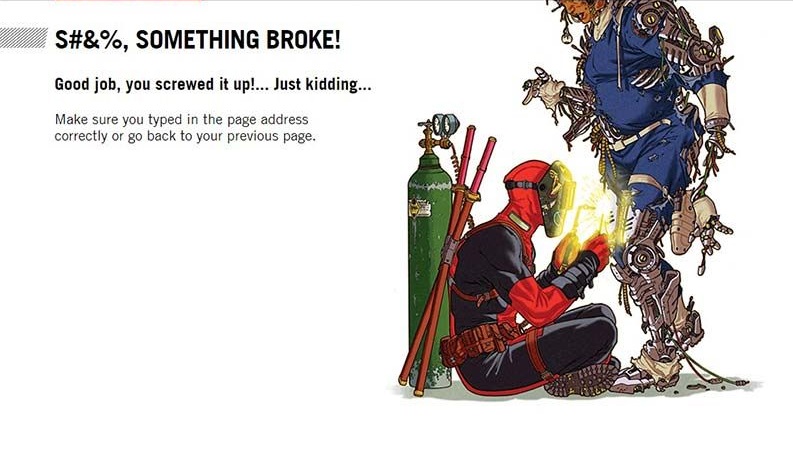 S#&%, SOMETHING BROKE!
Good job, you screwed it up!... Just kidding...
Make sure you typed in the page address
correctly or go back to your previous page.